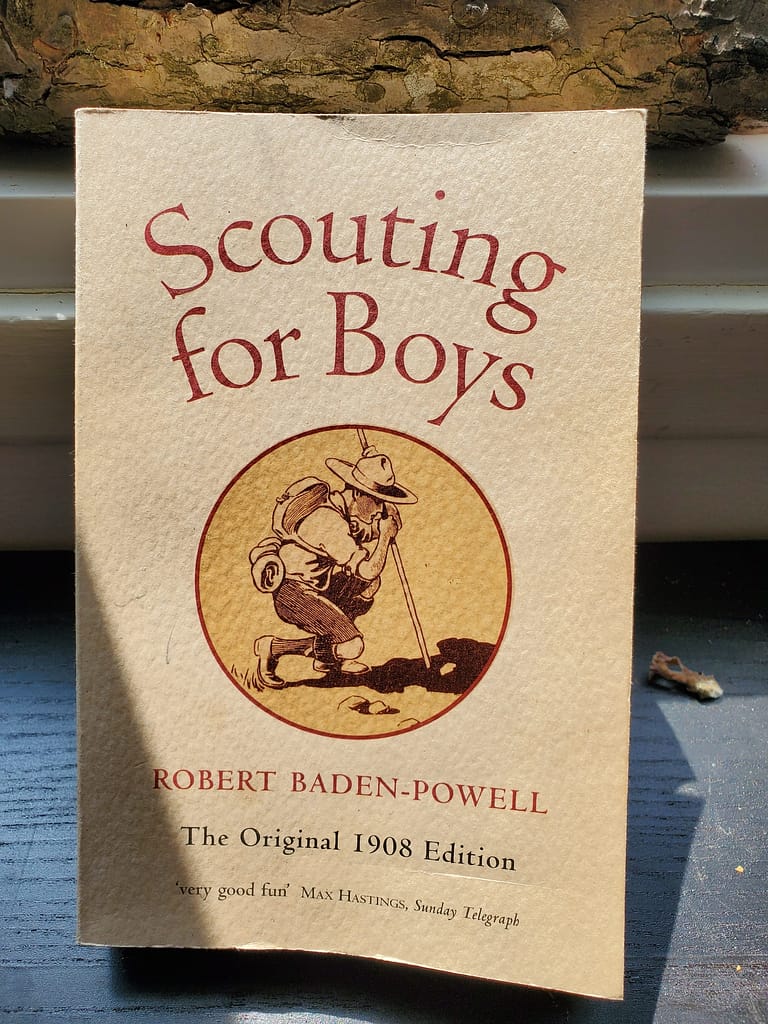 Scouting
for Boys
ROBERT BADEN-POWELL
The Original 1908 Edition
‘very good fun’ MAX HASTINGS, Sunday Telegraph